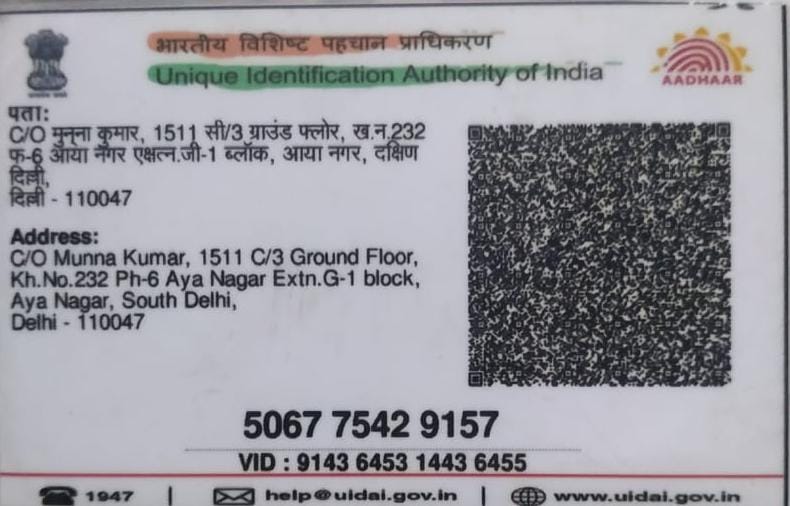 भारतीय विशिष्ट पहचान प्राधिकरण
Unique Identification Authority of India
AADHAAR
पता:
C/O मुनना कुमार, 1511 सी/3 ग्राउंड फ्लोर, ख.न.232
फ-6 आया नगर एक्षत्न.जी-1 ब्लॉक, आया नगर, दक्षिण
दिल्ली,
दिल्ली - 110047
Address:
C/O Munna Kumar, 1511 C/3 Ground Floor,
Kh.No.232 Ph-6 Aya Nagar Extn.G-1 block,
Aya Nagar, South Delhi,
Delhi - 110047
5067 7542 9157
VID : 9143 6453 1443 6455
1947 | help@uidai.gov.in | www.uidai.gov.in